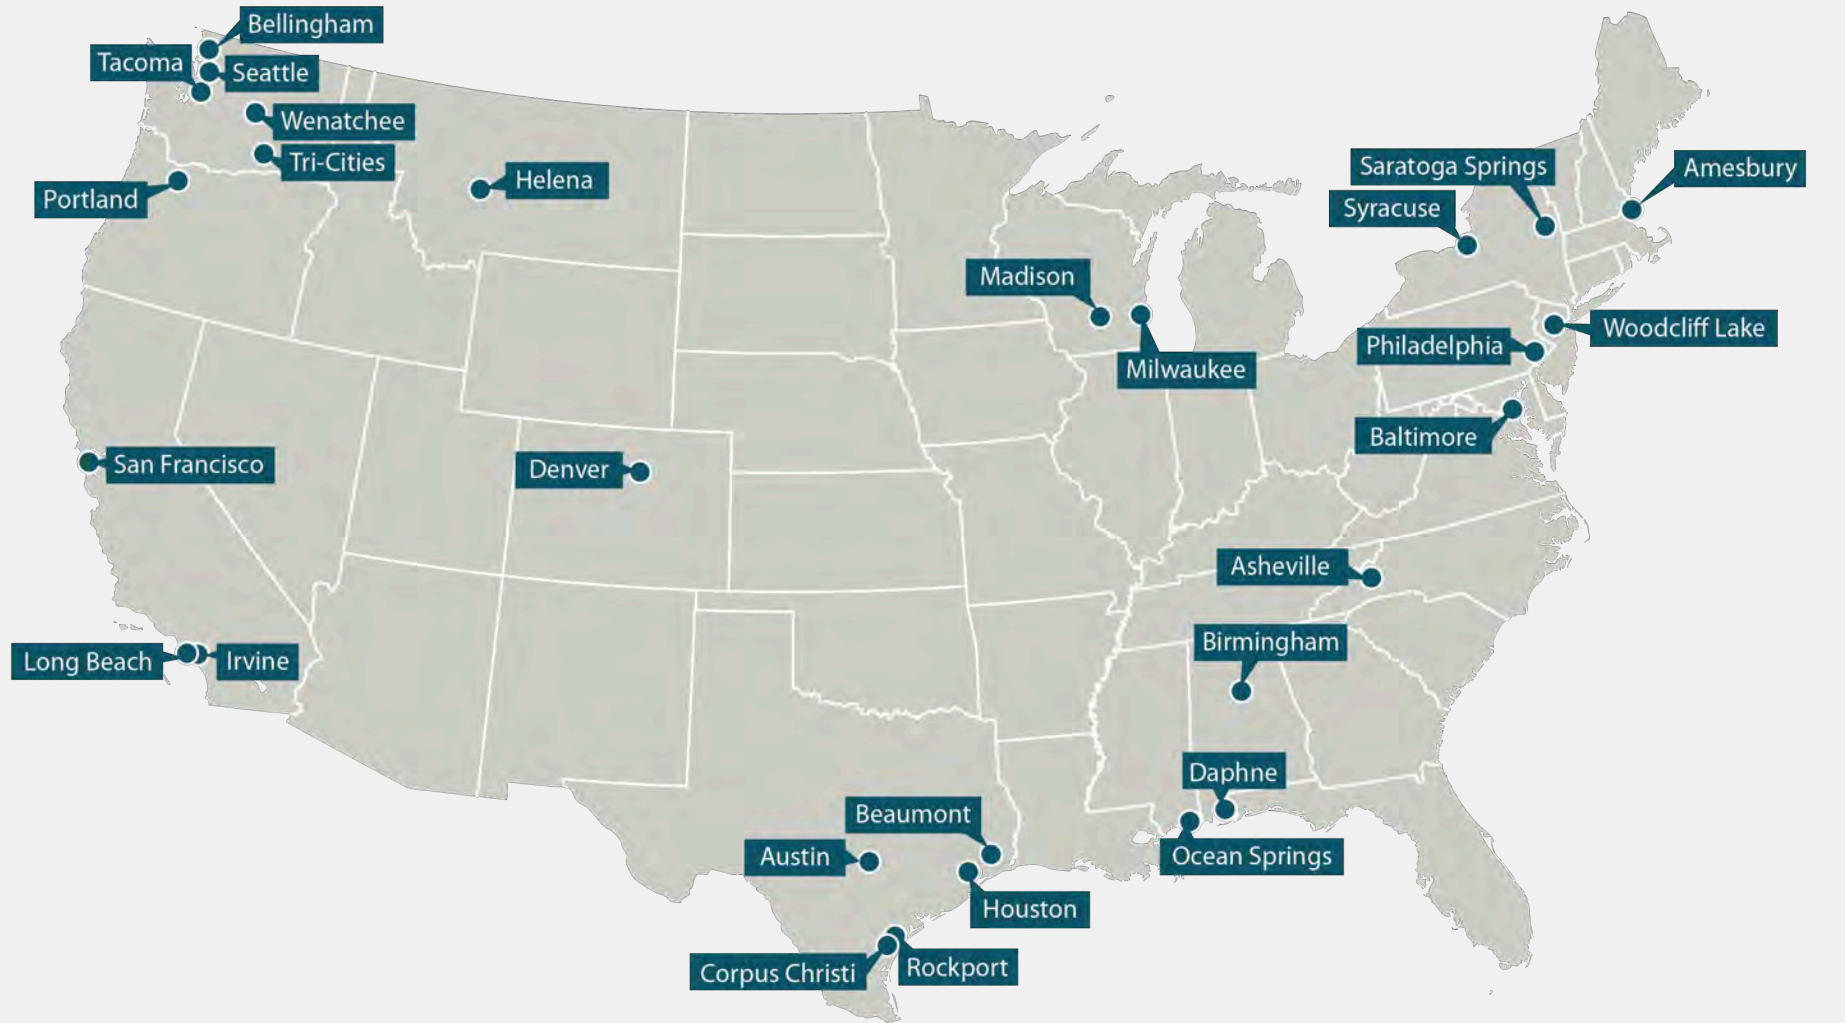 Bellingham
Tacoma
Seattle
Wenatchee
Tri-Cities
Portland
Helena
Saratoga Springs
Amesbury
Syracuse
Madison
Woodcliff Lake
Philadelphia
Milwaukee
Baltimore
San Francisco
Denver
Asheville
Birmingham
Long Beach
Irvine
Daphne
Beaumont
Austin
Ocean Springs
Houston
Corpus Christi
Rockport